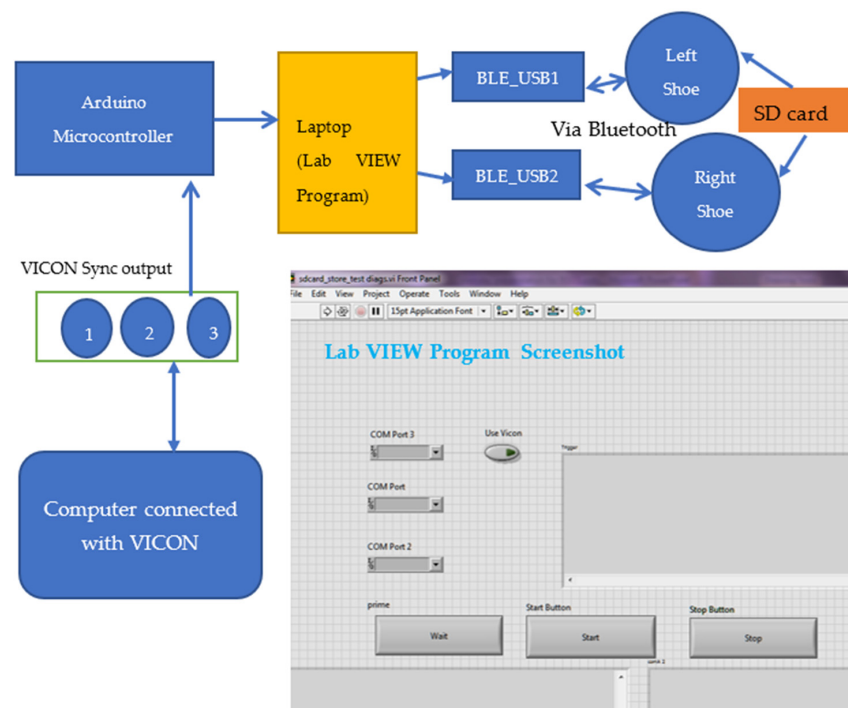 Arduino
Microcontroller
Laptop
(Lab VIEW
Program)
BLE_USB1
BLE_USB2
Left
Shoe
Via Bluetooth
Right
Shoe
SD card
VICON Sync output
1 2 3
Computer connected
with VICON
sdcard_store_test diags.vi Front Panel
File Edit View Project Operate Tools Window Help
15pt Application Font
Lab VIEW Program Screenshot
COM Port 3
Use Vicon
Trigger
COM Port
COM Port 2
prime
Wait
Start Button
Start
Stop Button
Stop